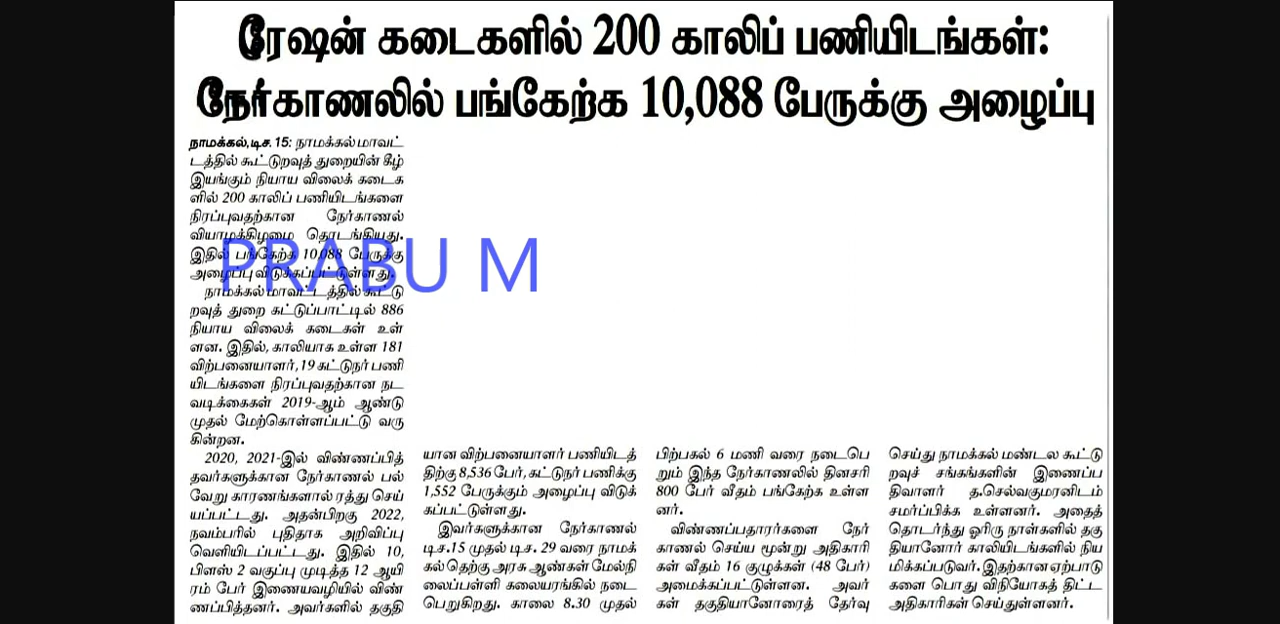 ரேஷன் கடைகளில் 200 காலிப் பணியிடங்கள்:
நேர்காணலில் பங்கேற்க 10,088 பேருக்கு அழைப்பு
நாமக்கல்,டிச. 15: நாமக்கல் மாவட்
டத்தில் கூட்டுறவுத் துறையின் கீழ்
இயங்கும் நியாய விலைக் கடைக
ளில் 200 காலிப் பணியிடங்களை
நிரப்புவதற்கான நேர்காணல்
வியாழக்கிழமை தொடங்கியது.
இதில் பங்கேற்க 10,088 பேருக்கு
அழைப்பு விடுக்கப்பட்டுள்ளது.
PRABU M
நாமக்கல் மாவட்டத்தில் கூட்டு
றவுத் துறை கட்டுப்பாட்டில் 886
நியாய விலைக் கடைகள் உள்
ளன. இதில், காலியாக உள்ள 181
விற்பனையாளர், 19 கட்டுநர் பணி
யிடங்களை நிரப்புவதற்கான நட
வடிக்கைகள் 2019-ஆம் ஆண்டு
முதல் மேற்கொள்ளப்பட்டு வரு
கின்றன.
2020, 2021-இல் விண்ணப்பித்
தவர்களுக்கான நேர்காணல் பல்
வேறு காரணங்களால் ரத்து செய்
யப்பட்டது. அதன்பிறகு 2022,
நவம்பரில் புதிதாக அறிவிப்பு
வெளியிடப்பட்டது. இதில் 10,
பிளஸ் 2 வகுப்பு முடித்த 12 ஆயி
ரம் பேர் இணையவழியில் விண்
ணப்பித்தனர். அவர்களில் தகுதி
யான விற்பனையாளர் பணியிடத்
திற்கு 8,536 பேர், கட்டுநர் பணிக்கு
1,552 பேருக்கும் அழைப்பு விடுக்
கப்பட்டுள்ளது.
இவர்களுக்கான நேர்காணல்
டிச.15 முதல் டிச. 29 வரை நாமக்
கல் தெற்கு அரசு ஆண்கள் மேல்நி
லைப்பள்ளி கலையரங்கில் நடை
பெறுகிறது. காலை 8.30 முதல்
பிற்பகல் 6 மணி வரை நடைபெ
றும் இந்த நேர்காணலில் தினசரி
800 பேர் வீதம் பங்கேற்க உள்ள
னர்.
விண்ணப்பதாரர்களை நேர்
காணல் செய்ய மூன்று அதிகாரி
கள் வீதம் 16 குழுக்கள் (48 பேர்)
அமைக்கப்பட்டுள்ளன. அவர்
கள் தகுதியானோரைத் தேர்வு
செய்து நாமக்கல் மண்டல கூட்டு
றவுச் சங்கங்களின் இணைப்ப
திவாளர் த.செல்வகுமரனிடம்
சமர்ப்பிக்க உள்ளனர். அதைத்
தொடர்ந்து ஓரிரு நாள்களில் தகு
தியானோர் காலியிடங்களில் நிய
மிக்கப்படுவர். இதற்கான ஏற்பாடு
களை பொது விநியோகத் திட்ட
அதிகாரிகள் செய்துள்ளனர்.